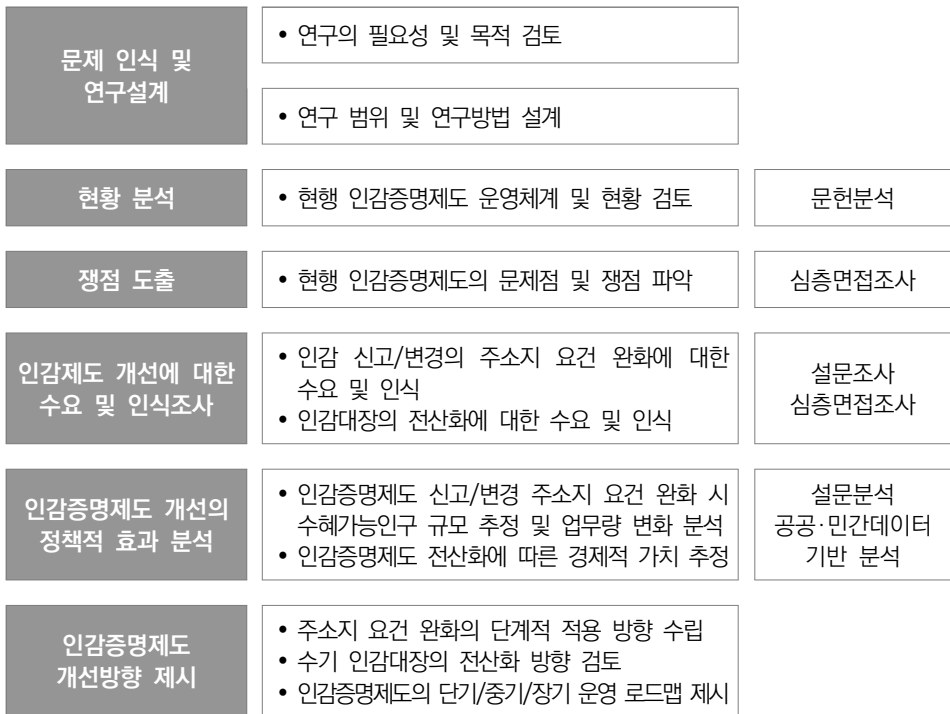 문제 인식 및
연구설계
• 연구의 필요성 및 목적 검토
• 연구 범위 및 연구방법 설계
현황 분석
• 현행 인감증명제도 운영체계 및 현황 검토
문헌분석
쟁점 도출
• 현행 인감증명제도의 문제점 및 쟁점 파악
심층면접조사
인감제도 개선에 대한
수요 및 인식조사
• 인감 신고/변경의 주소지 요건 완화에 대한
수요 및 인식
• 인감대장의 전산화에 대한 수요 및 인식
설문조사
심층면접조사
인감증명제도 개선의
정책적 효과 분석
• 인감증명제도 신고/변경 주소지 요건 완화 시
수혜가능인구 규모 추정 및 업무량 변화 분석
• 인감증명제도 전산화에 따른 경제적 가치 추정
설문분석
공공·민간데이터
기반 분석
인감증명제도
개선방향 제시
• 주소지 요건 완화의 단계적 적용 방향 수립
• 수기 인감대장의 전산화 방향 검토
• 인감증명제도의 단기/중기/장기 운영 로드맵 제시